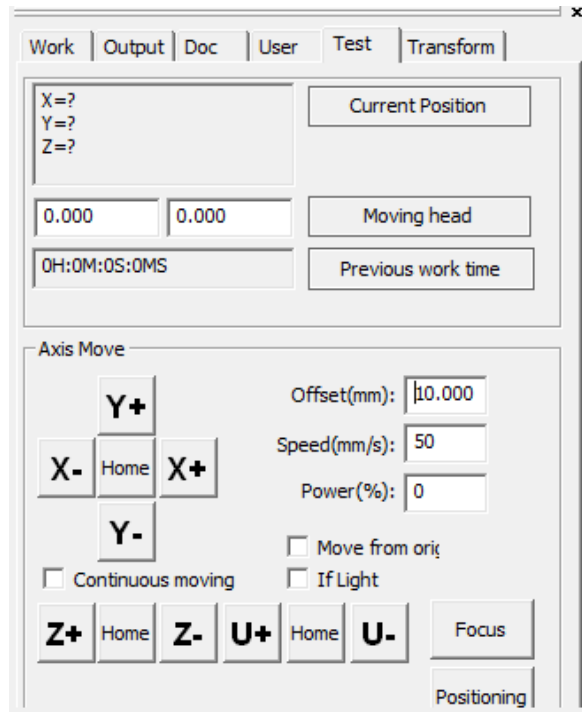 x
Work Output Doc User Test Transform
X=?
Y=?
Z=?
Current Position
0.000 0.000 Moving head
0H:0M:0S:0MS Previous work time
Axis Move
Y+
X- Home X+
Y-
Offset(mm): 10.000
Speed(mm/s): 50
Power(%): 0
Move from orig
Continuous moving If Light
Z+ Home Z- U+ Home U- Focus
Positioning